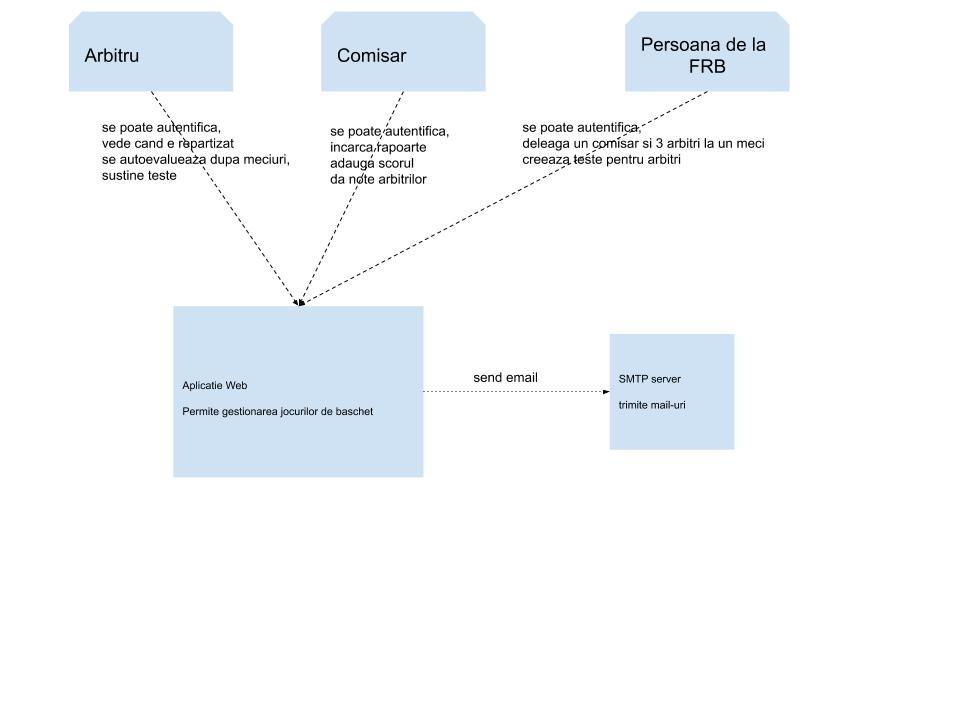 Arbitru
Comisar
Persoana de la
FRB
se poate autentifica,
vede cand e repartizat
se autoevalueaza dupa meciuri,
sustine teste
se poate autentifica,
incarca rapoarte
adauga scorul
da note arbitrilor
se poate autentifica,
deleaga un comisar si 3 arbitri la un meci
creeaza teste pentru arbitri
Aplicatie Web
Permite gestionarea jocurilor de baschet
send email
SMTP server
trimite mail-uri